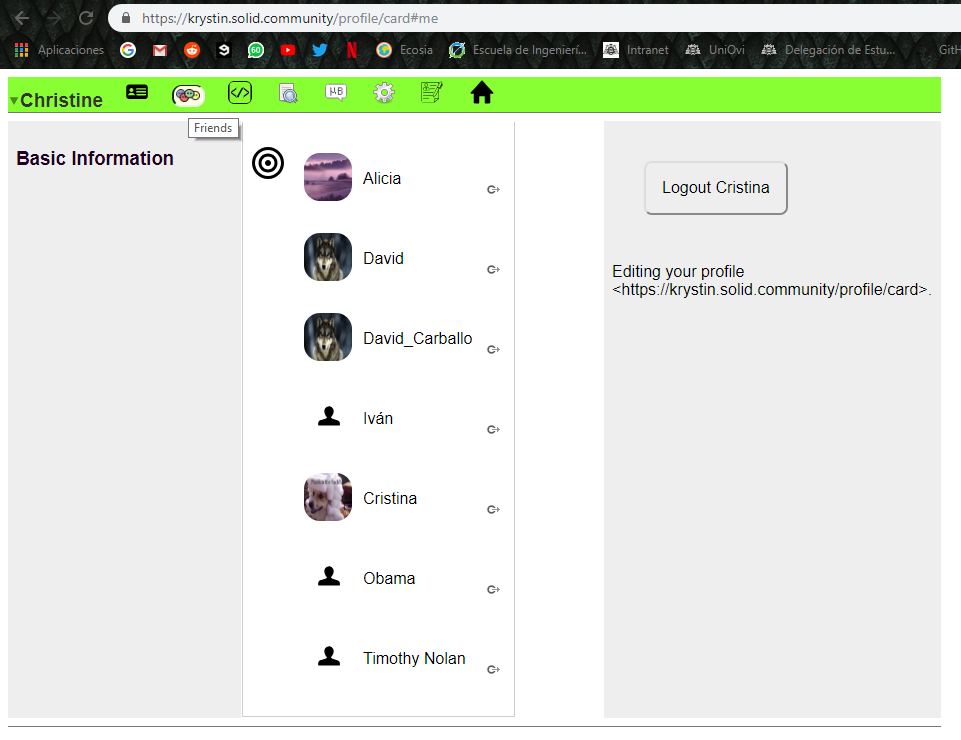 https://krystin.solid.community/profile/card#me
Aplicaciones
60
Ecosia
Escuela de Ingenierí...
Intranet
UniOvi
Delegación de Estu...
GitH
Christine
</>
μB
Friends
Basic Information
Alicia
David
David_Carballo
Iván
Cristina
Obama
Timothy Nolan
Logout Cristina
Editing your profile
<https://krystin.solid.community/profile/card>.